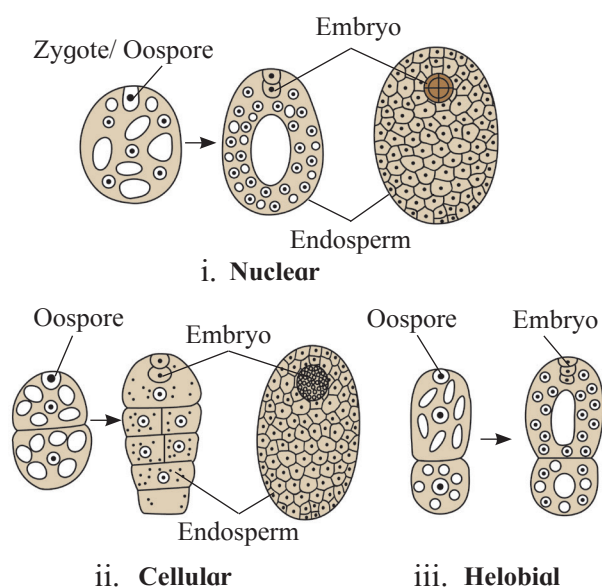 Embryo
Zygote/ Oospore
Endosperm
i. Nuclear
Oospore
Embryo
Endosperm
ii. Cellular
Oospore
Embryo
iii. Helobial